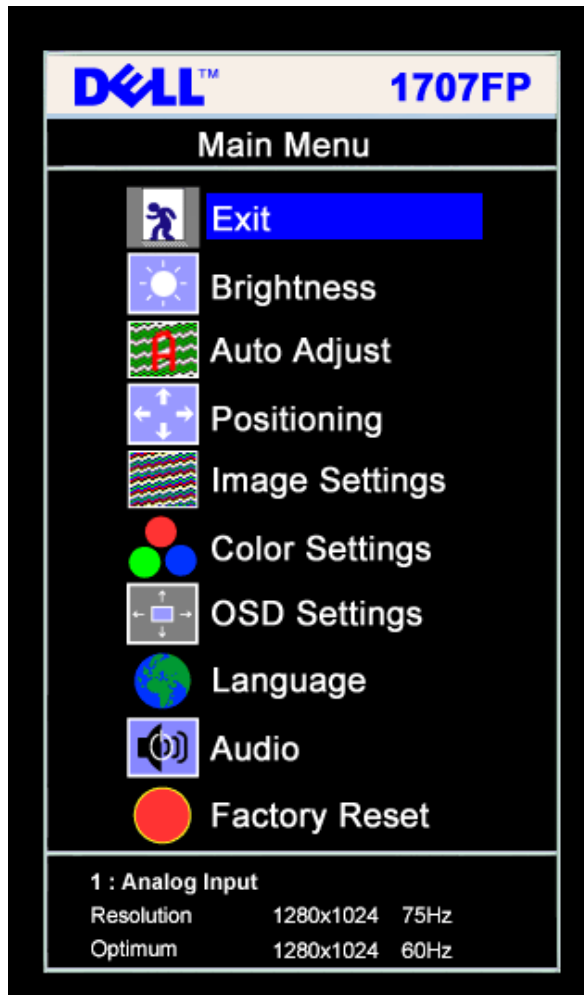 DELL™ 1707FP
Main Menu
Exit
Brightness
Auto Adjust
Positioning
Image Settings
Color Settings
OSD Settings
Language
Audio
Factory Reset
1 : Analog Input
Resolution 1280x1024 75Hz
Optimum 1280x1024 60Hz